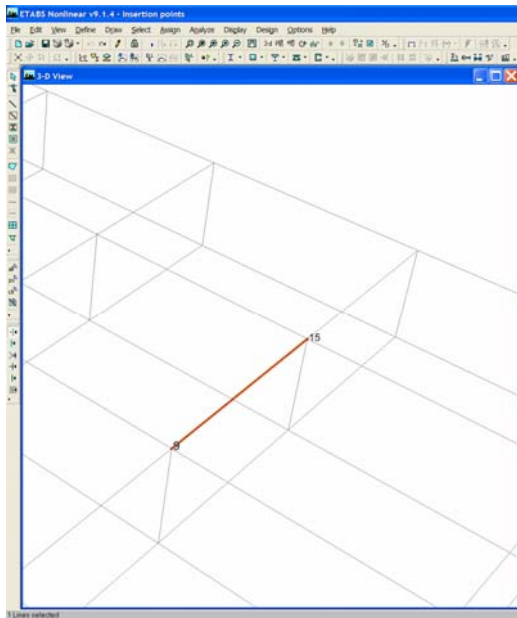 ETABS Nonlinear v9.1.4 - Insertion points
File Edit View Define Draw Select Assign Analyze Display Design Options Help
3-D View
15
9
1 Lines selected